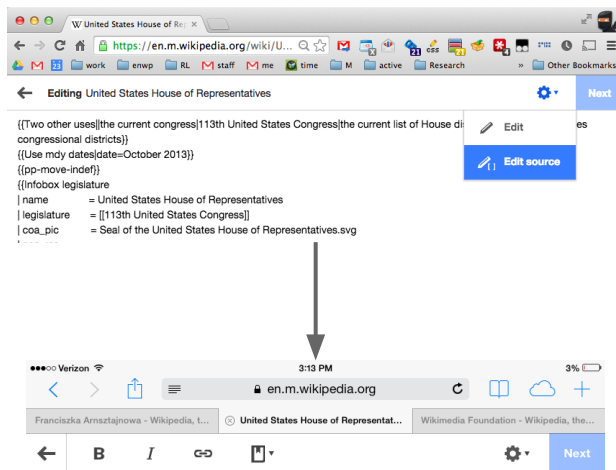 W United States House of Rep
https://en.m.wikipedia.org/wiki/U...
21
css
23
work
enwp
RL
staff
me
time
M
active
Research
»
Other Bookmarks
Editing United States House of Representatives
Next
{{Two other uses||the current congress|113th United States Congress|the current list of House di
es
congressional districts}}
{{Use mdy dates|date=October 2013}}
{{pp-move-indef}}
{{Infobox legislature
| name = United States House of Representatives
| legislature = [[113th United States Congress]]
| coa_pic = Seal of the United States House of Representatives.svg
Edit
[ ] Edit source
Verizon
3:13 PM
3%
en.m.wikipedia.org
Franciszka Arnsztajnowa - Wikipedia, t...
United States House of Representat...
Wikimedia Foundation - Wikipedia, the...
B
I
Next